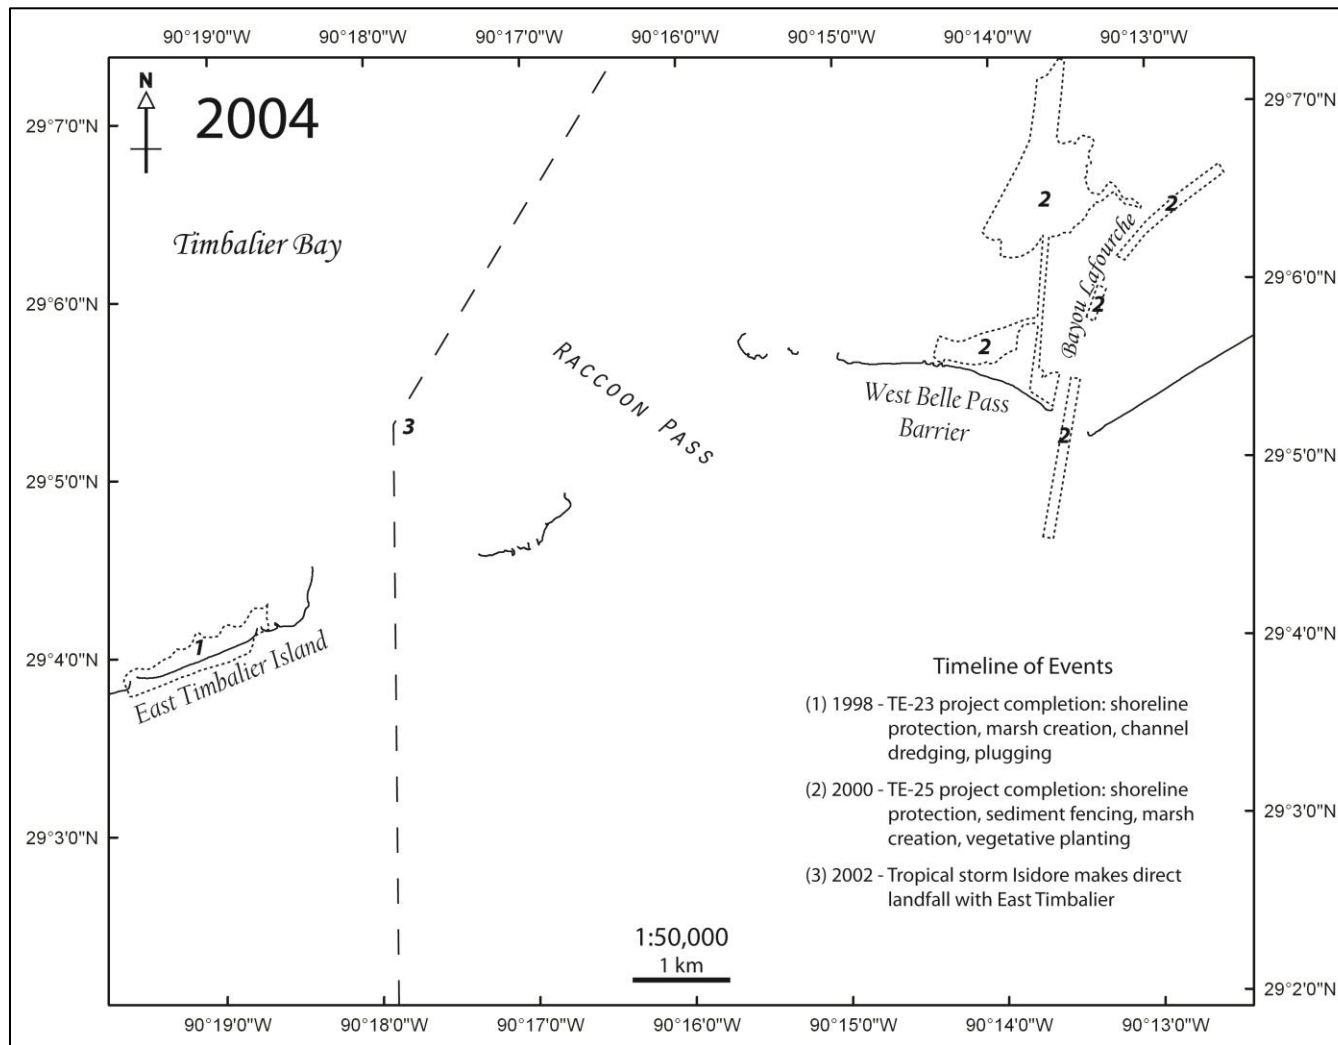 90°19'0"W 90°18'0"W 90°17'0"W 90°16'0"W 90°15'0"W 90°14'0"W 90°13'0"W
N
2004
29°7'0"N
29°7'0"N
2
2
Timbalier Bay
Bayou Lafourche
29°6'0"N
29°6'0"N
2
2
RACCOON PASS
West Belle Pass
Barrier
3
2
29°5'0"N
29°5'0"N
1
East Timbalier Island
29°4'0"N
29°4'0"N
Timeline of Events
(1) 1998 - TE-23 project completion: shoreline
protection, marsh creation, channel
dredging, plugging
(2) 2000 - TE-25 project completion: shoreline
protection, sediment fencing, marsh
creation, vegetative planting
(3) 2002 - Tropical storm Isidore makes direct
landfall with East Timbalier
29°3'0"N
29°3'0"N
1:50,000
1 km
29°2'0"N
90°19'0"W 90°18'0"W 90°17'0"W 90°16'0"W 90°15'0"W 90°14'0"W 90°13'0"W